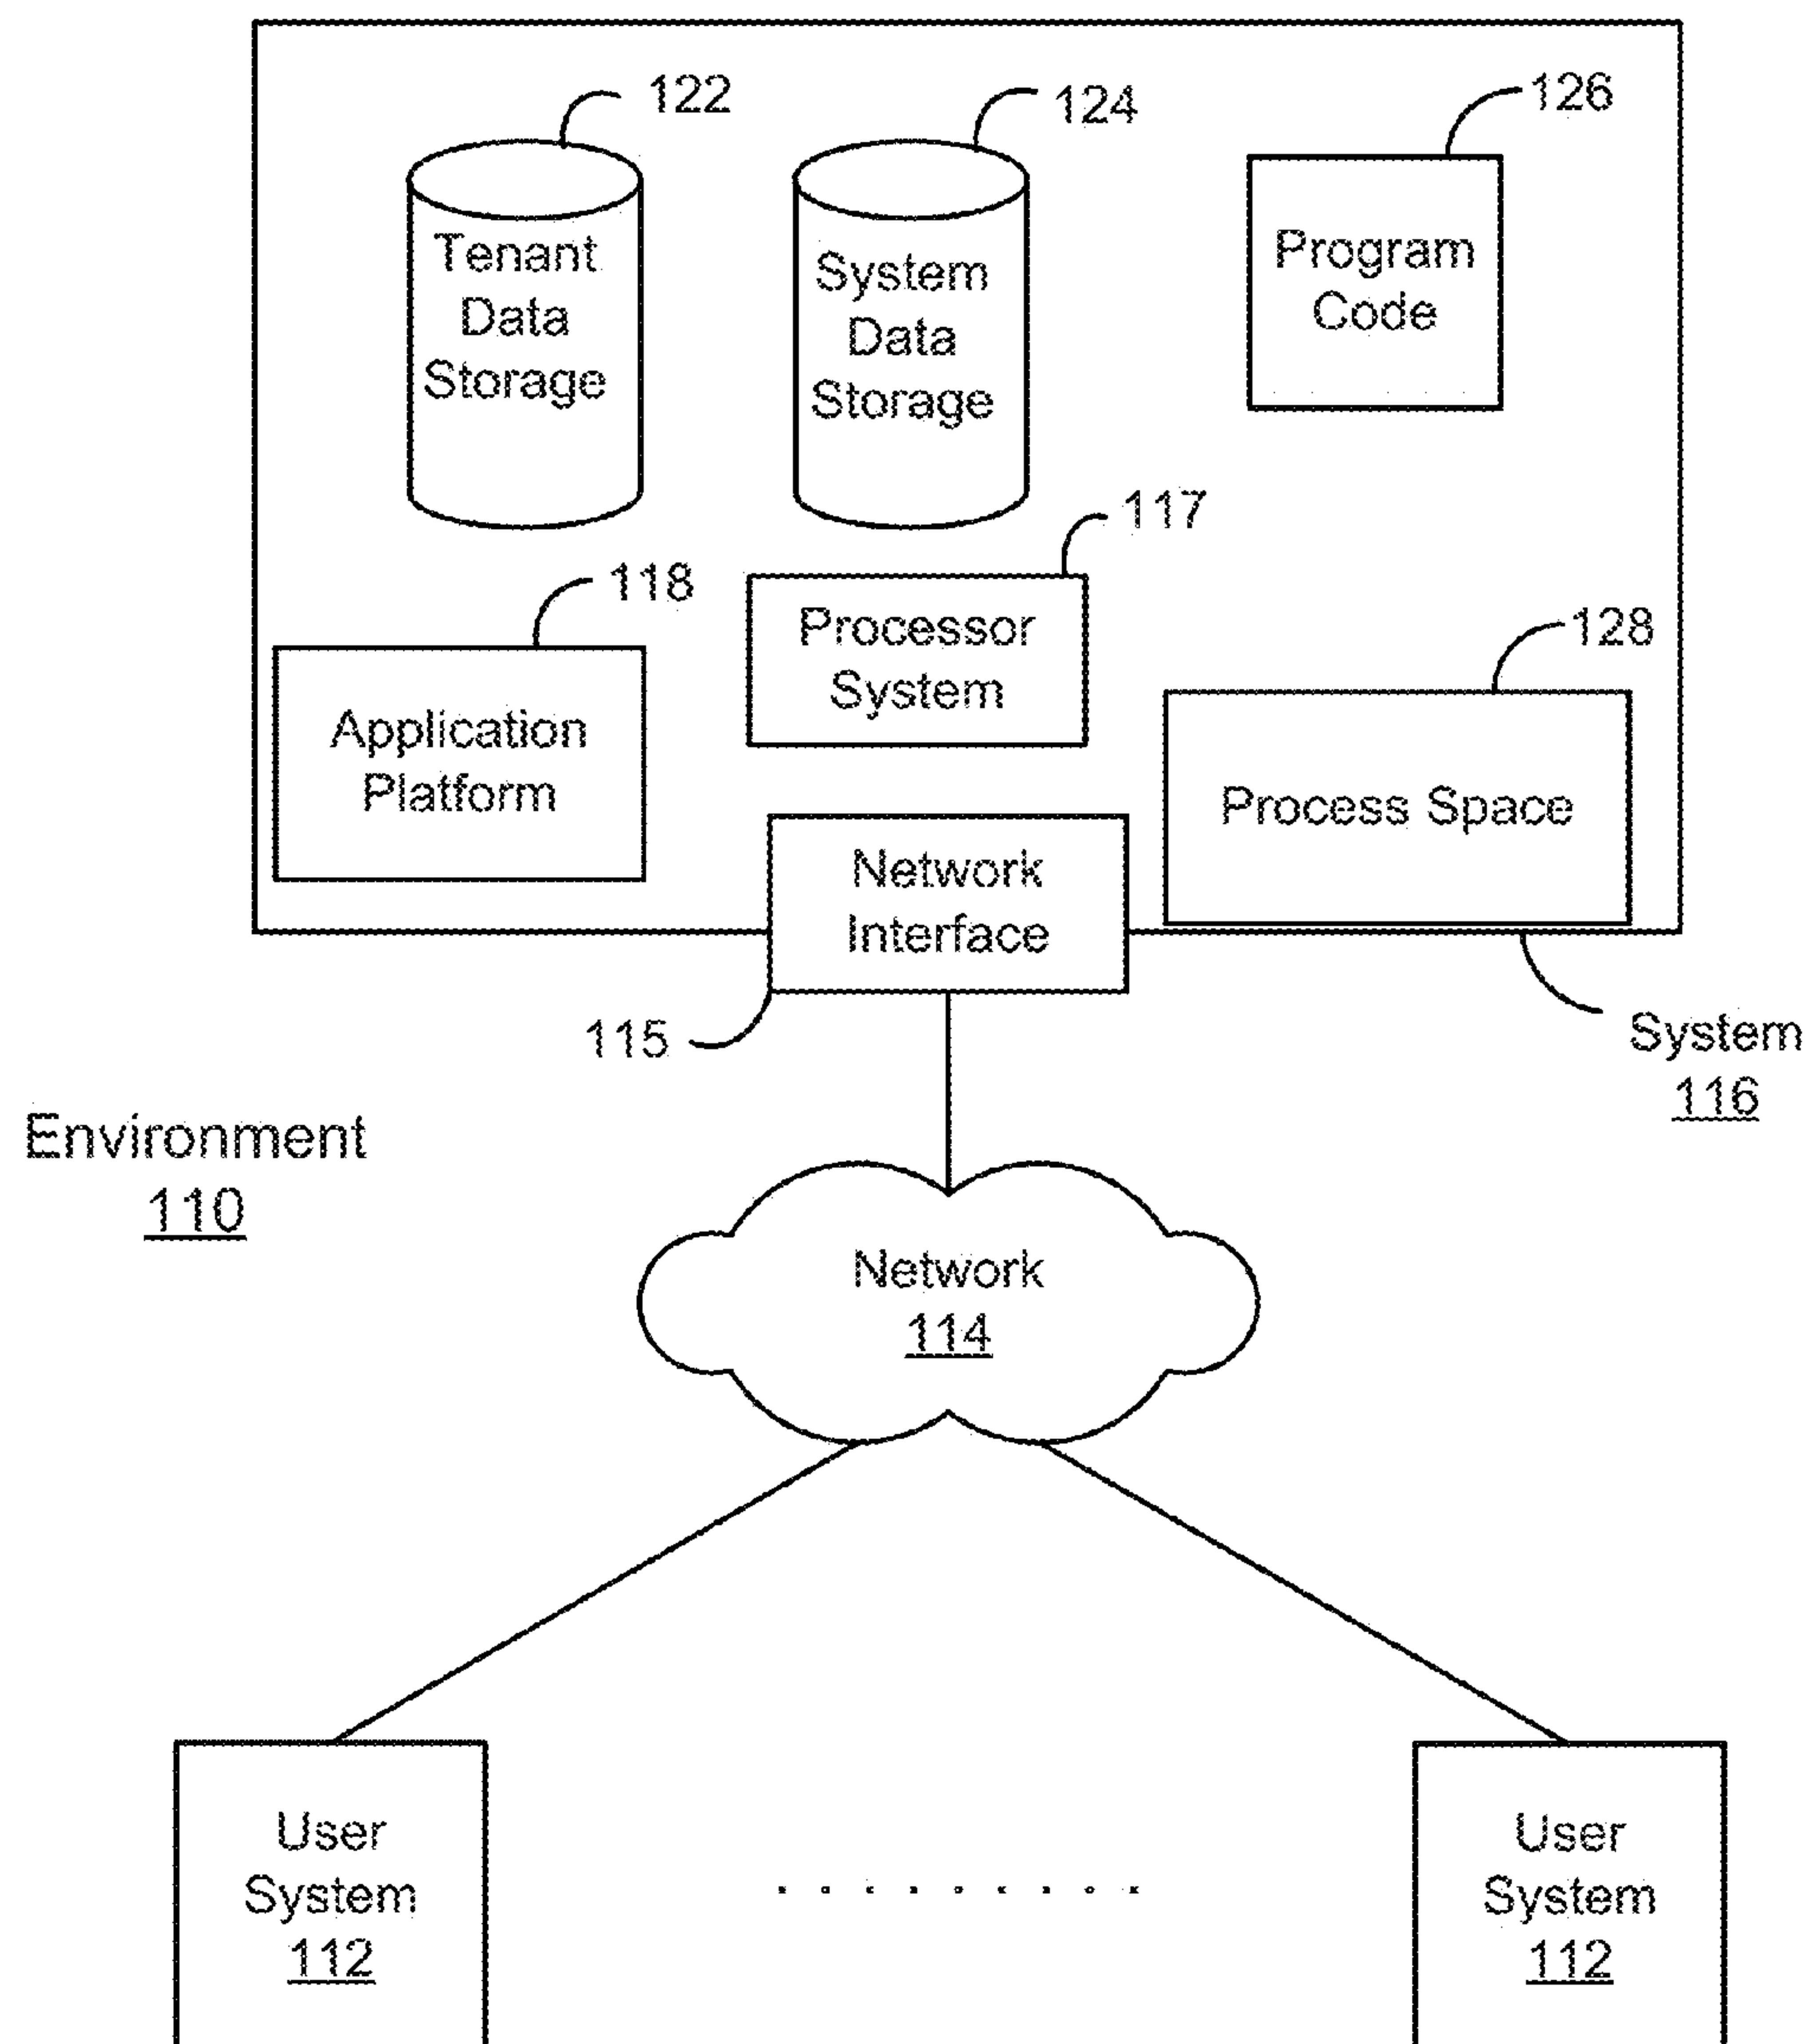 122
124
126
Tenant
Data
Storage
System
Data
Storage
Program
Code
117
118
Processor
System
128
Application
Platform
Process Space
Network
Interface
115
System
116
Environment
110
Network
114
User
System
112
User
System
112